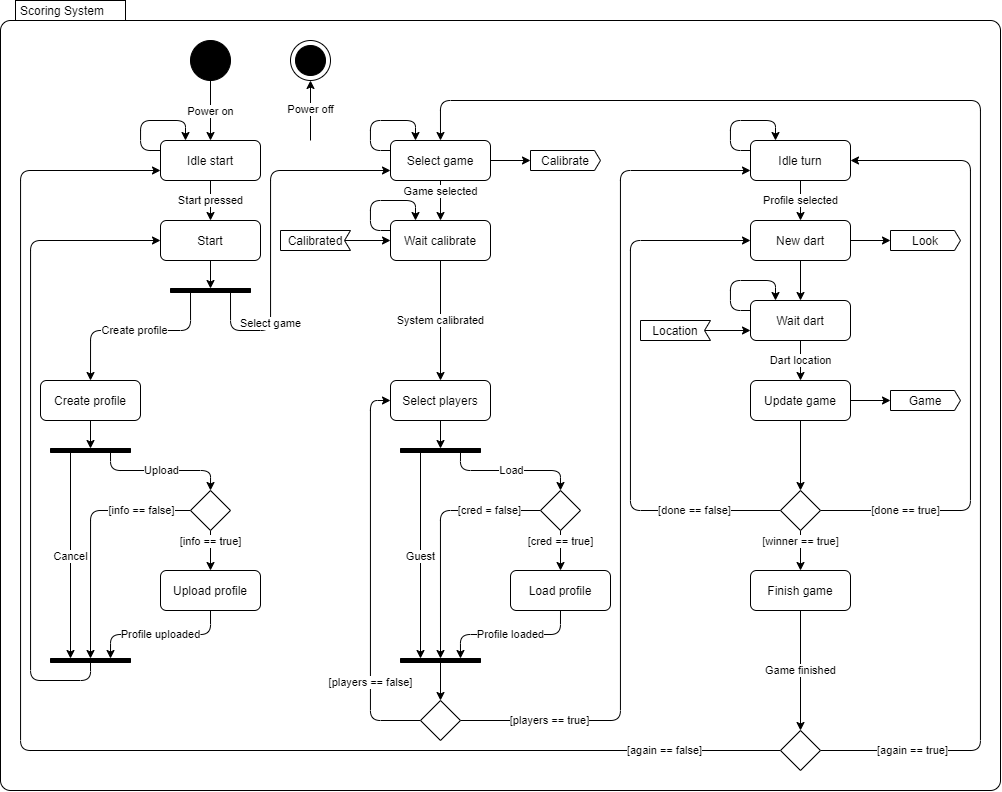 Scoring System
Power on
Power off
Idle start
Select game
Calibrate
Idle turn
Start pressed
Game selected
Profile selected
Start
Calibrated
Wait calibrate
New dart
Look
Select game
Create profile
System calibrated
Location
Wait dart
Dart location
Create profile
Select players
Update game
Game
Upload
Load
[info == false]
[cred = false]
[done == false]
[done == true]
[info == true]
[cred == true]
[winner == true]
Cancel
Guest
Upload profile
Load profile
Finish game
Profile uploaded
Profile loaded
Game finished
[players == false]
[players == true]
[again == false]
[again == true]